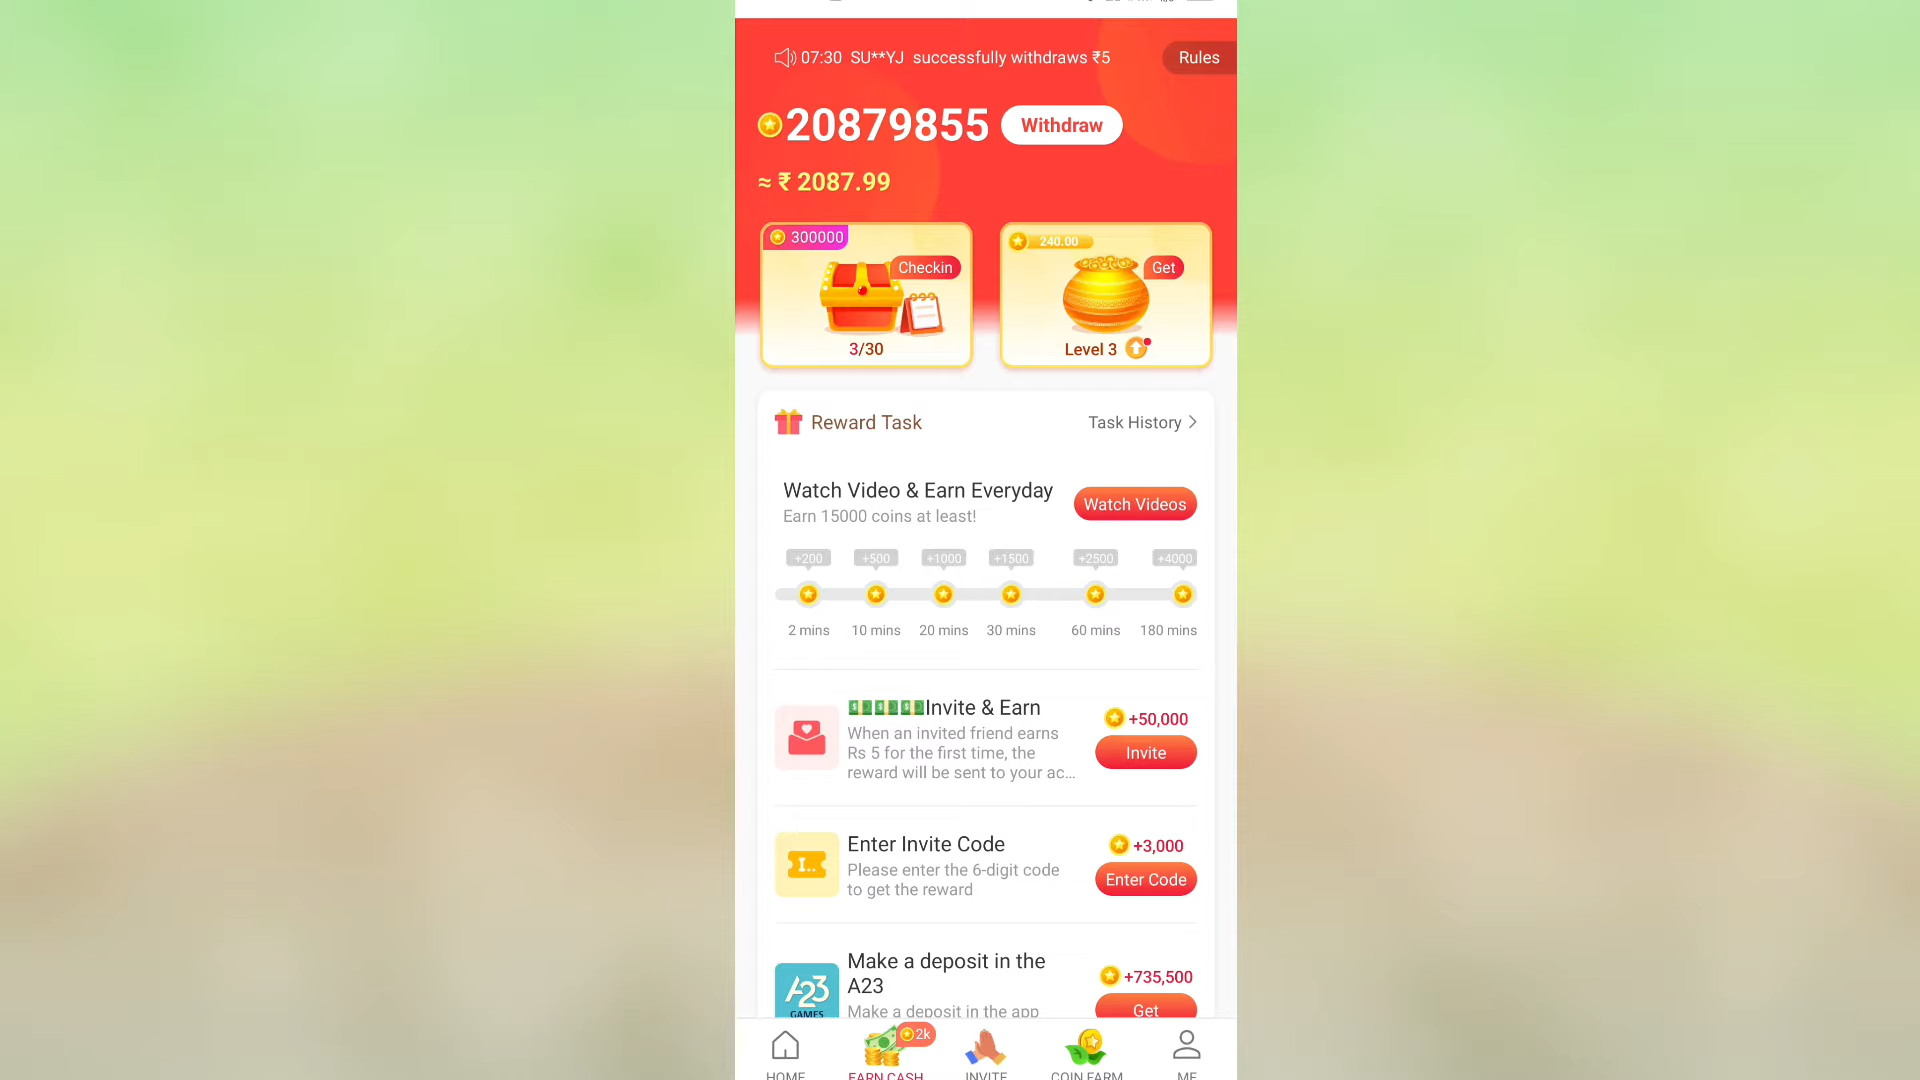 07:30 SU**YJ successfully withdraws ₹5
Rules
20879855
Withdraw
≈ ₹ 2087.99
300000
Checkin
3/30
240.00
Get
Level 3
Reward Task
Task History >
Watch Video & Earn Everyday
Earn 15000 coins at least!
Watch Videos
+200 +500 +1000 +1500 +2500 +4000
2 mins 10 mins 20 mins 30 mins 60 mins 180 mins
Invite & Earn
When an invited friend earns
Rs 5 for the first time, the
reward will be sent to your ac...
+50,000
Invite
Enter Invite Code
Please enter the 6-digit code
to get the reward
+3,000
Enter Code
I..
Make a deposit in the
A23
Make a deposit in the app
+735,500
Get
A23
GAMES
2k
HOME EARN CASH INVITE COIN FARM ME